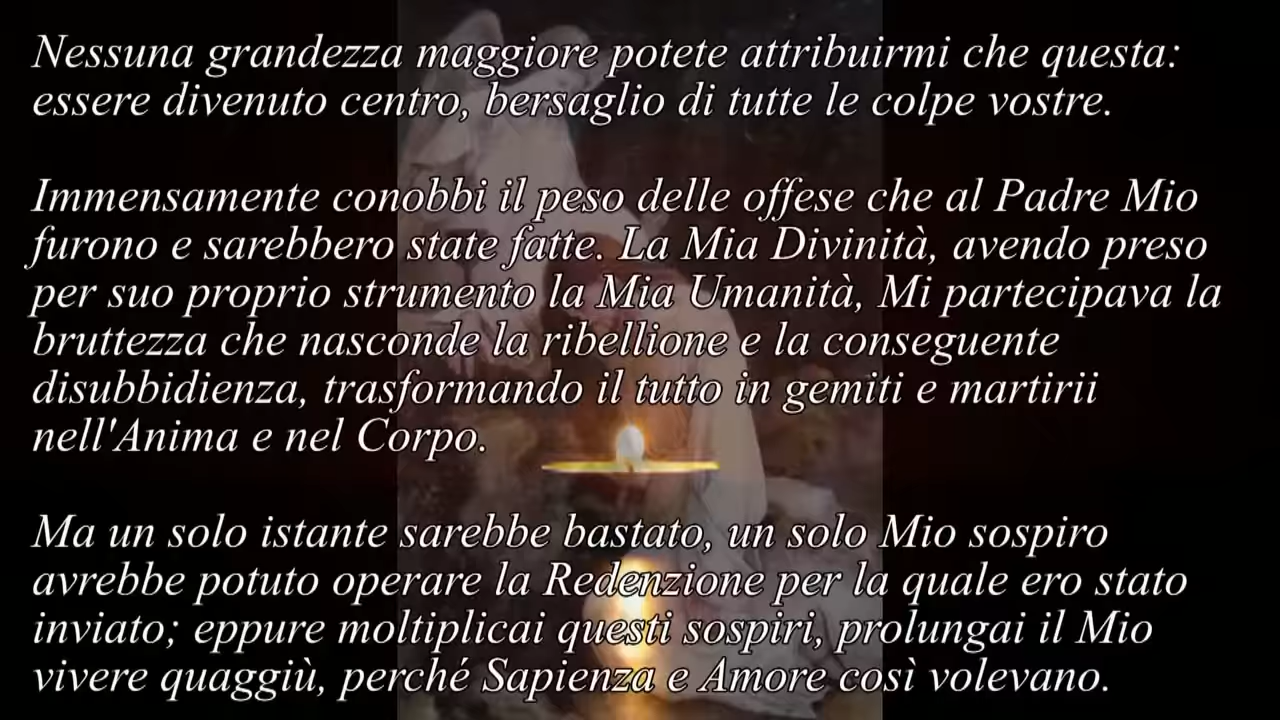 Nessuna grandezza maggiore potete attribuirmi che questa:
essere divenuto centro, bersaglio di tutte le colpe vostre.
Immensamente conobbi il peso delle offese che al Padre Mio
furono e sarebbero state fatte. La Mia Divinità, avendo preso
per suo proprio strumento la Mia Umanità, Mi partecipava la
bruttezza che nasconde la ribellione e la conseguente
disubbidienza, trasformando il tutto in gemiti e martirii
nell'Anima e nel Corpo.
Ma un solo istante sarebbe bastato, un solo Mio sospiro
avrebbe potuto operare la Redenzione per la quale ero stato
inviato; eppure moltiplicai questi sospiri, prolungai il Mio
vivere quaggiù, perché Sapienza e Amore così volevano.